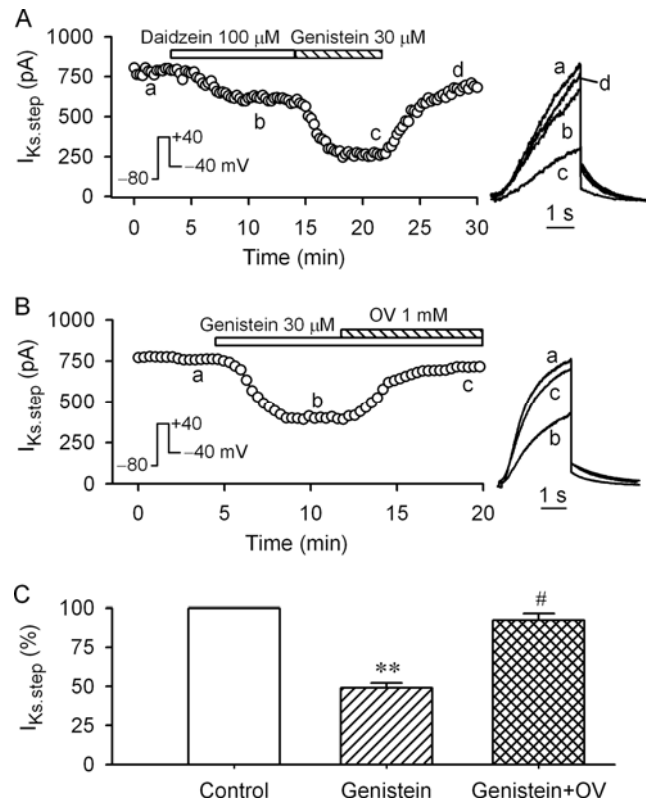 A
I_Ks.step (pA)
1000
750
500
250
0
Daidzein 100 μM
Genistein 30 μM
a
b
c
d
+40
−40 mV
−80
0 5 10 15 20 25 30
Time (min)
a
d
b
c
1 s
B
I_Ks.step (pA)
1000
750
500
250
0
OV 1 mM
Genistein 30 μM
a
b
c
+40
−40 mV
−80
0 5 10 15 20
Time (min)
a
c
b
1 s
C
I_Ks.step (%)
100
75
50
25
0
**
#
Control Genistein Genistein+OV